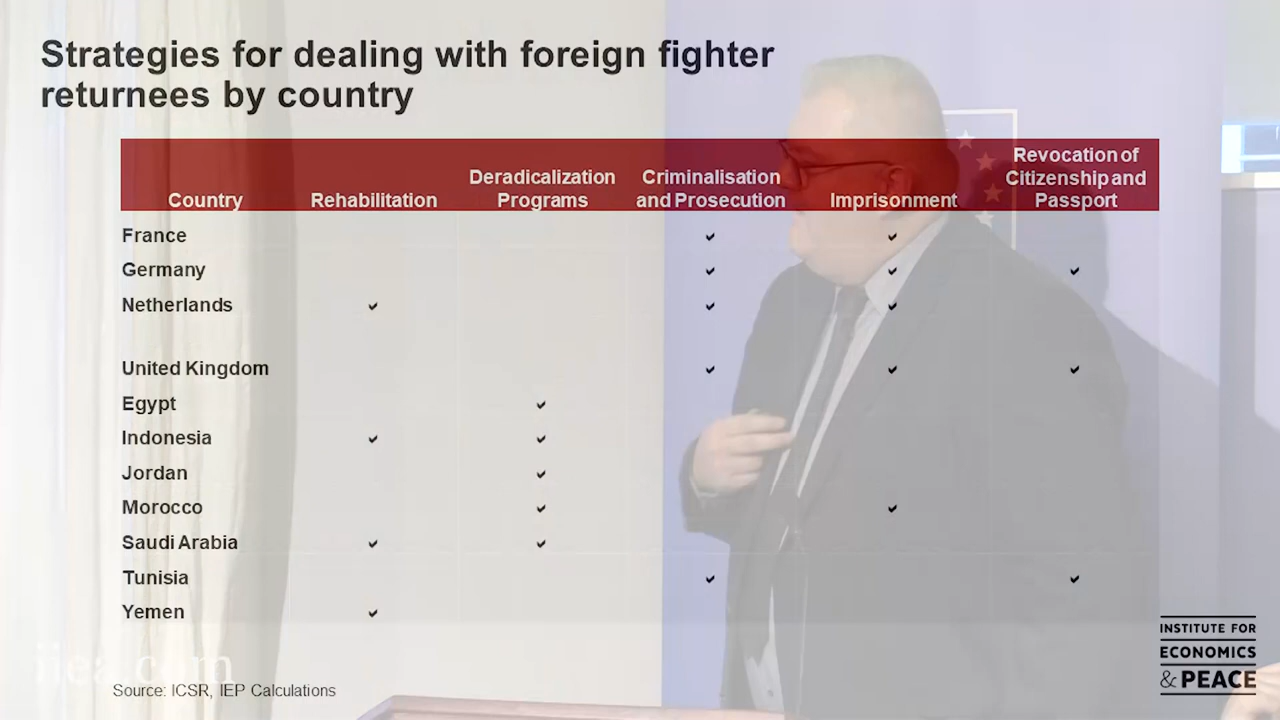 Strategies for dealing with foreign fighter
returnees by country
Country Rehabilitation Deradicalization Programs Criminalisation and Prosecution Imprisonment Revocation of Citizenship and Passport
France ✓ ✓
Germany ✓ ✓ ✓
Netherlands ✓ ✓ ✓
United Kingdom ✓ ✓ ✓
Egypt ✓
Indonesia ✓ ✓
Jordan ✓
Morocco ✓ ✓
Saudi Arabia ✓ ✓
Tunisia ✓ ✓
Yemen ✓
iiea.com
Source: ICSR, IEP Calculations
INSTITUTE FOR
ECONOMICS
& PEACE